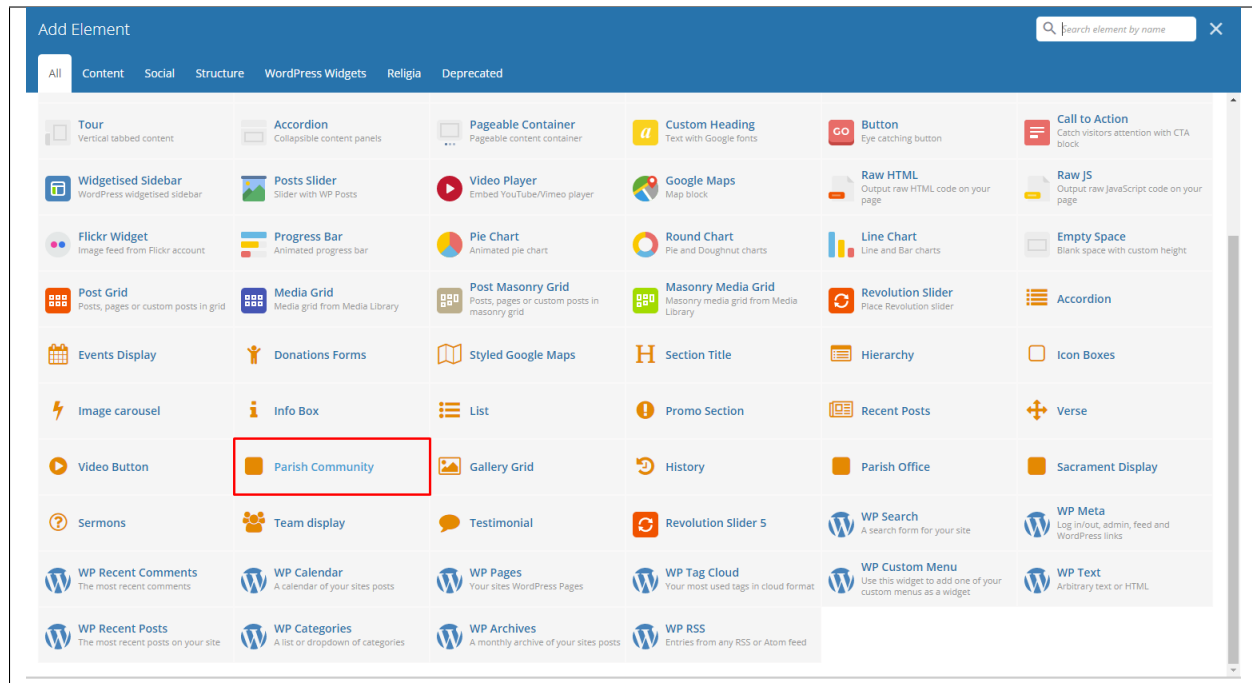 Add Element
Search element by name
All Content Social Structure WordPress Widgets Religia Deprecated
Tour
Vertical tabbed content
Accordion
Collapsible content panels
Pageable Container
Pageable content container
a
Custom Heading
Text with Google fonts
GO
Button
Eye catching button
Call to Action
Catch visitors attention with CTA
block
Widgetised Sidebar
WordPress widgetised sidebar
Posts Slider
Slider with WP Posts
Video Player
Embed YouTube/Vimeo player
Google Maps
Map block
Raw HTML
Output raw HTML code on your
page
Raw JS
Output raw JavaScript code on your
page
Flickr Widget
Image feed from Flickr account
Progress Bar
Animated progress bar
Pie Chart
Animated pie chart
Round Chart
Pie and Doughnut charts
Line Chart
Line and Bar charts
Empty Space
Blank space with custom height
Post Grid
Posts, pages or custom posts in grid
Media Grid
Media grid from Media Library
Post Masonry Grid
Posts, pages or custom posts in
masonry grid
Masonry Media Grid
Masonry media grid from Media
Library
Revolution Slider
Place Revolution slider
Accordion
Events Display
Donations Forms
Styled Google Maps
H
Section Title
Hierarchy
Icon Boxes
Image carousel
Info Box
List
Promo Section
Recent Posts
Verse
Video Button
Parish Community
Gallery Grid
History
Parish Office
Sacrament Display
Sermons
Team display
Testimonial
Revolution Slider 5
WP Search
A search form for your site
WP Meta
Log in/out, admin, feed and
WordPress links
WP Recent Comments
The most recent comments
WP Calendar
A calendar of your sites posts
WP Pages
Your sites WordPress Pages
WP Tag Cloud
Your most used tags in cloud format
WP Custom Menu
Use this widget to add one of your
custom menus as a widget
WP Text
Arbitrary text or HTML
WP Recent Posts
The most recent posts on your site
WP Categories
A list or dropdown of categories
WP Archives
A monthly archive of your sites posts
WP RSS
Entries from any RSS or Atom feed